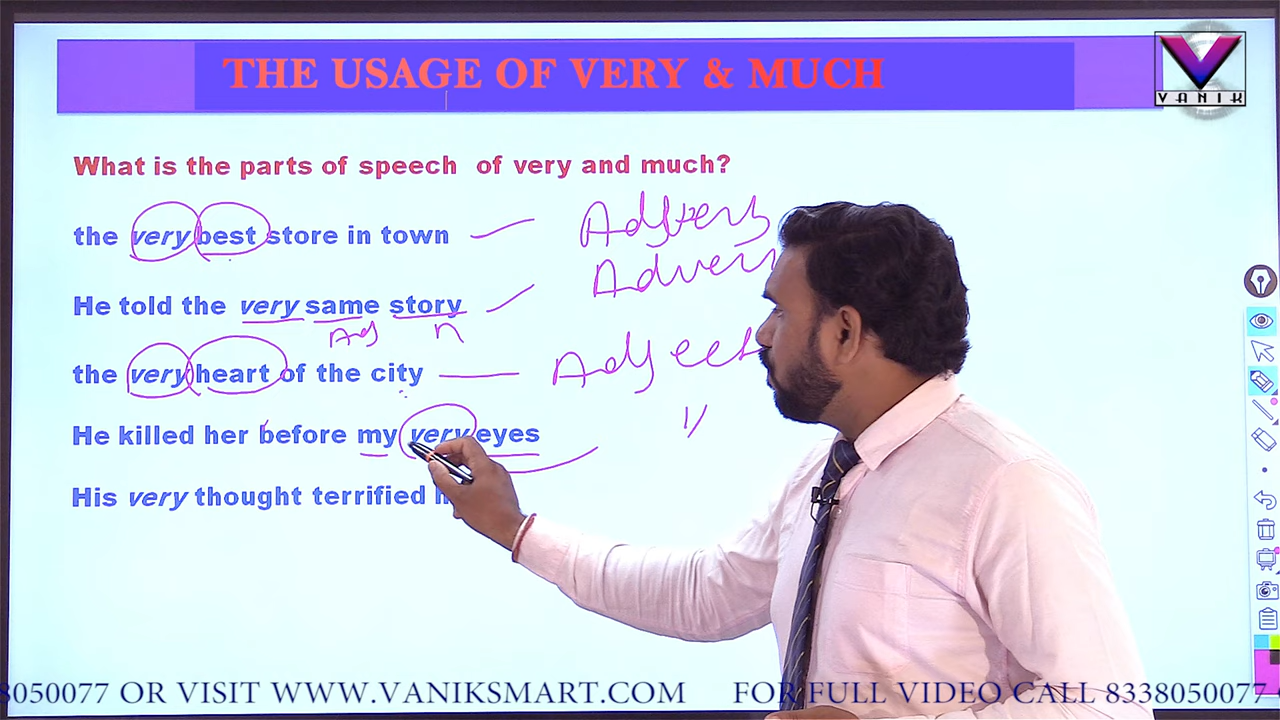 THE USAGE OF VERY & MUCH
VANIK
What is the parts of speech of very and much?
the very best store in town
He told the very same story
Adj n
the very heart of the city
He killed her before my very eyes
His very thought terrified
8050077 OR VISIT WWW.VANIKSMART.COM FOR FULL VIDEO CALL 8338050077